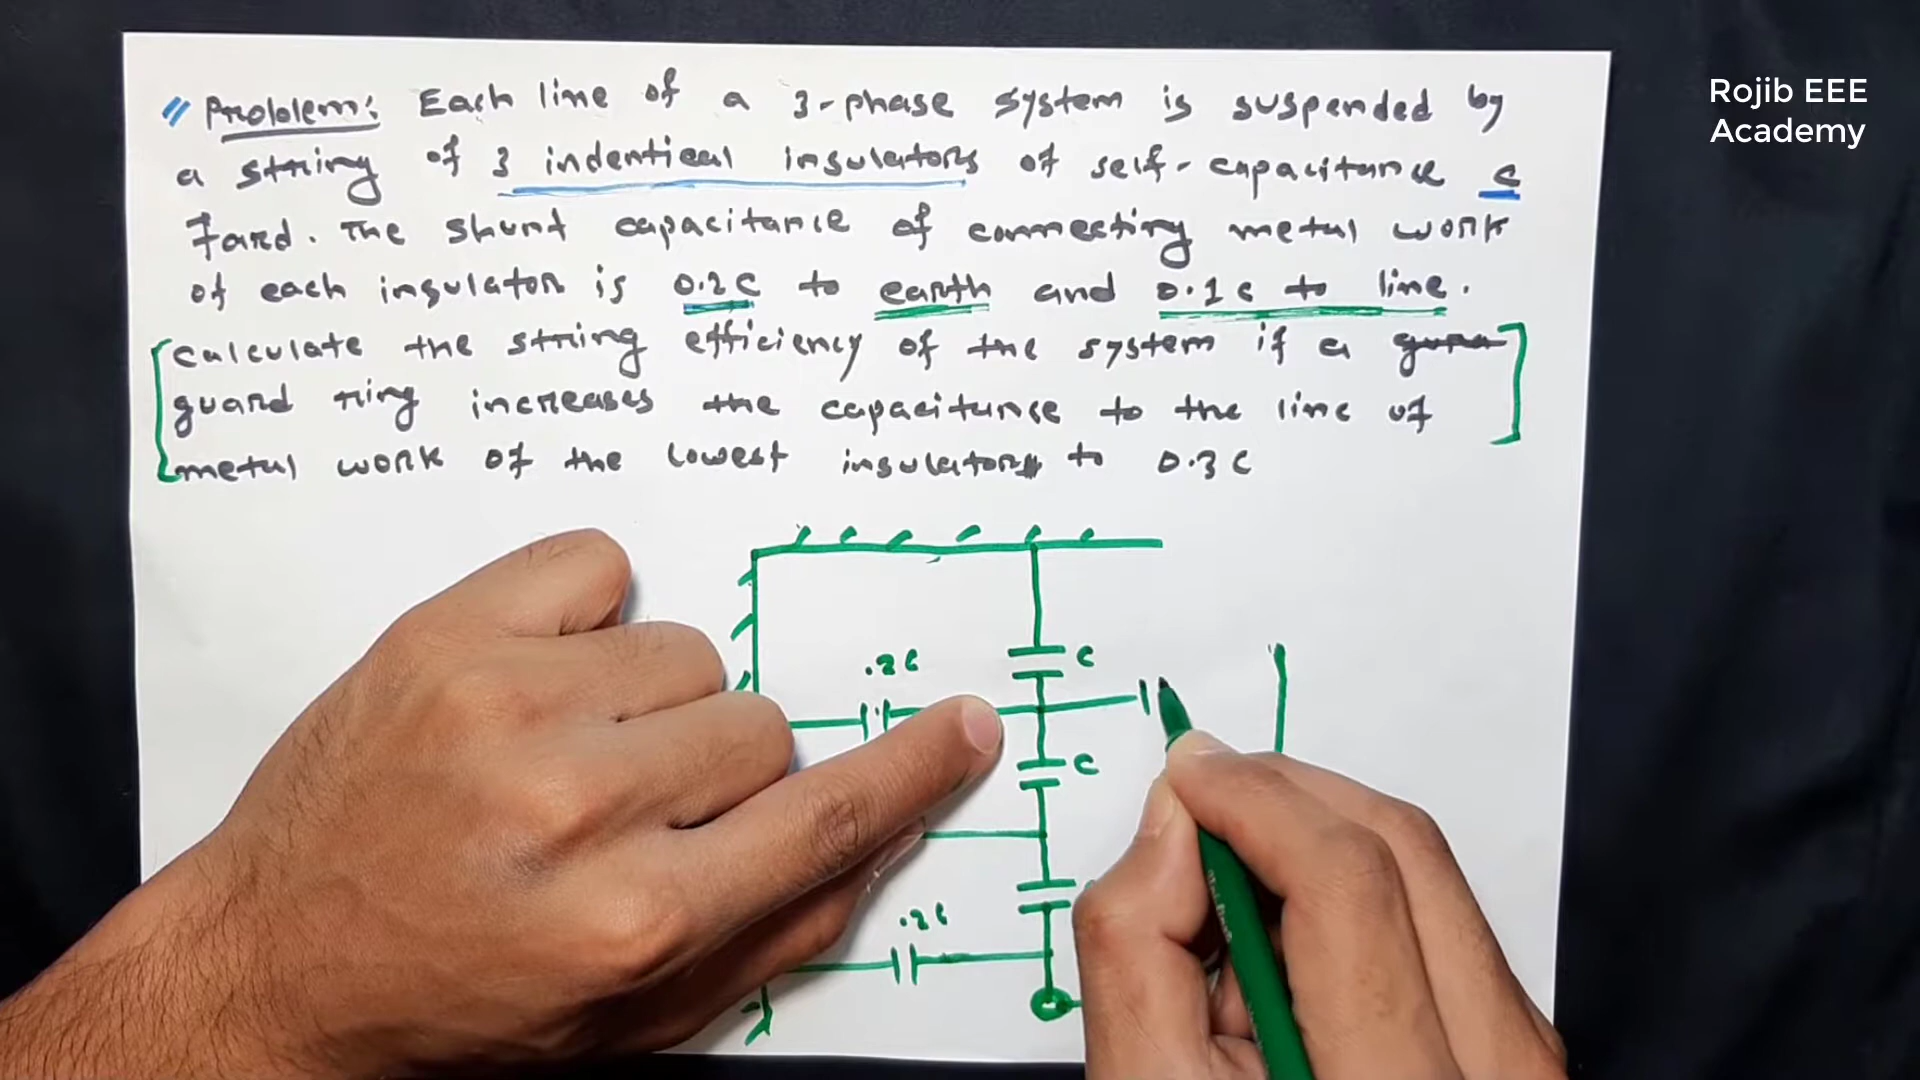 Rojib EEE
Academy
// Problem: Each line of a 3-phase system is suspended by
a string of 3 indentical insulators of self-capacitance c
farad. The shunt capacitance of connecting metal work
of each insulator is 0.2c to earth and 0.1c to line.
calculate the string efficiency of the system if a
guard ring increases the capacitance to the line of
metal work of the lowest insulator to 0.3c
.2c
c
c
.2c